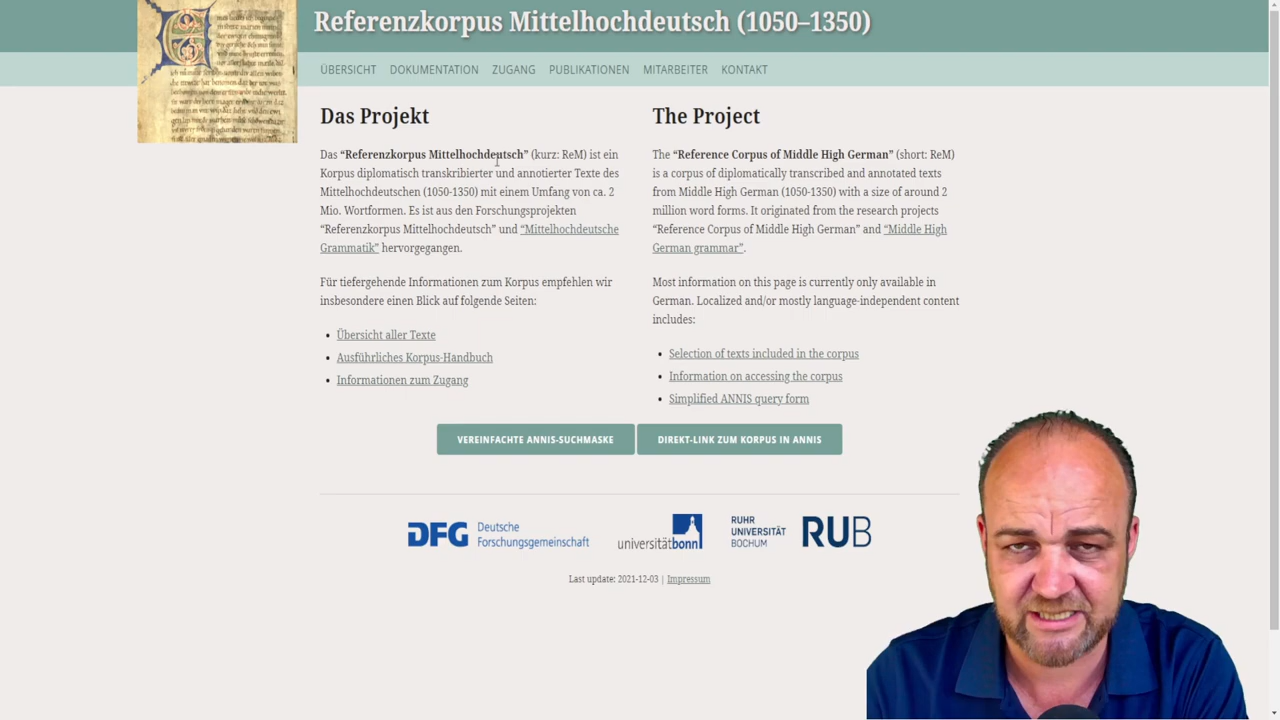 Referenzkorpus Mittelhochdeutsch (1050–1350)
ÜBERSICHT DOKUMENTATION ZUGANG PUBLIKATIONEN MITARBEITER KONTAKT
Das Projekt
Das “Referenzkorpus Mittelhochdeutsch” (kurz: ReM) ist ein
Korpus diplomatisch transkribierter und annotierter Texte des
Mittelhochdeutschen (1050-1350) mit einem Umfang von ca. 2
Mio. Wortformen. Es ist aus den Forschungsprojekten
“Referenzkorpus Mittelhochdeutsch” und “Mittelhochdeutsche
Grammatik” hervorgegangen.
Für tiefergehende Informationen zum Korpus empfehlen wir
insbesondere einen Blick auf folgende Seiten:
• Übersicht aller Texte
• Ausführliches Korpus-Handbuch
• Informationen zum Zugang
The Project
The “Reference Corpus of Middle High German” (short: ReM)
is a corpus of diplomatically transcribed and annotated texts
from Middle High German (1050-1350) with a size of around 2
million word forms. It originated from the research projects
“Reference Corpus of Middle High German” and “Middle High
German grammar”.
Most information on this page is currently only available in
German. Localized and/or mostly language-independent content
includes:
• Selection of texts included in the corpus
• Information on accessing the corpus
• Simplified ANNIS query form
VEREINFACHTE ANNIS-SUCHMASKE DIREKT-LINK ZUM KORPUS IN ANNIS
DFG Deutsche
Forschungsgemeinschaft
universitätbonn
RUHR
UNIVERSITÄT
BOCHUM
RUB
Last update: 2021-12-03 | Impressum